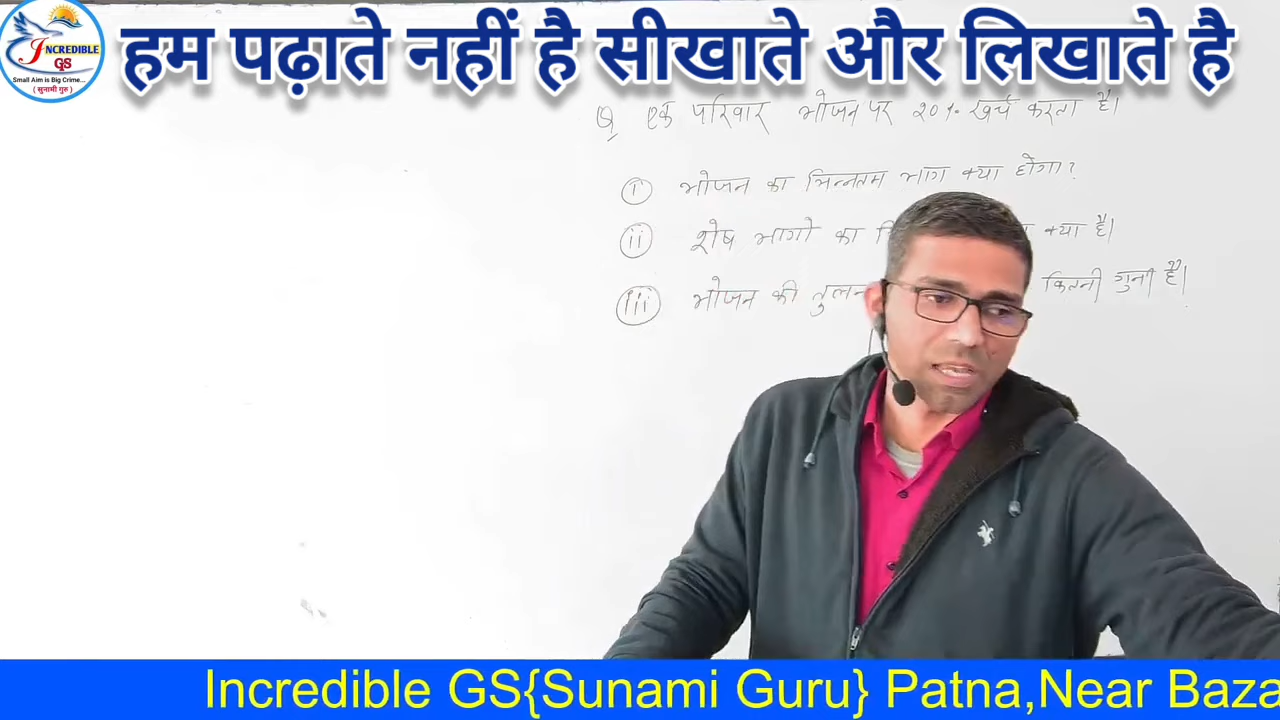 INCREDIBLE
GS
Small Aim is Big Crime...
( सुनामी गुरु )
हम पढ़ाते नहीं है सीखाते और लिखाते है
Q एक परिवार भोजन पर 20% खर्च करता है।
(i) भोजन का भिन्नतम भाग क्या होगा?
(ii) शेष भागो का क्या है।
(iii) भोजन की कितनी गुनी है।
Incredible GS{Sunami Guru} Patna,Near Baza